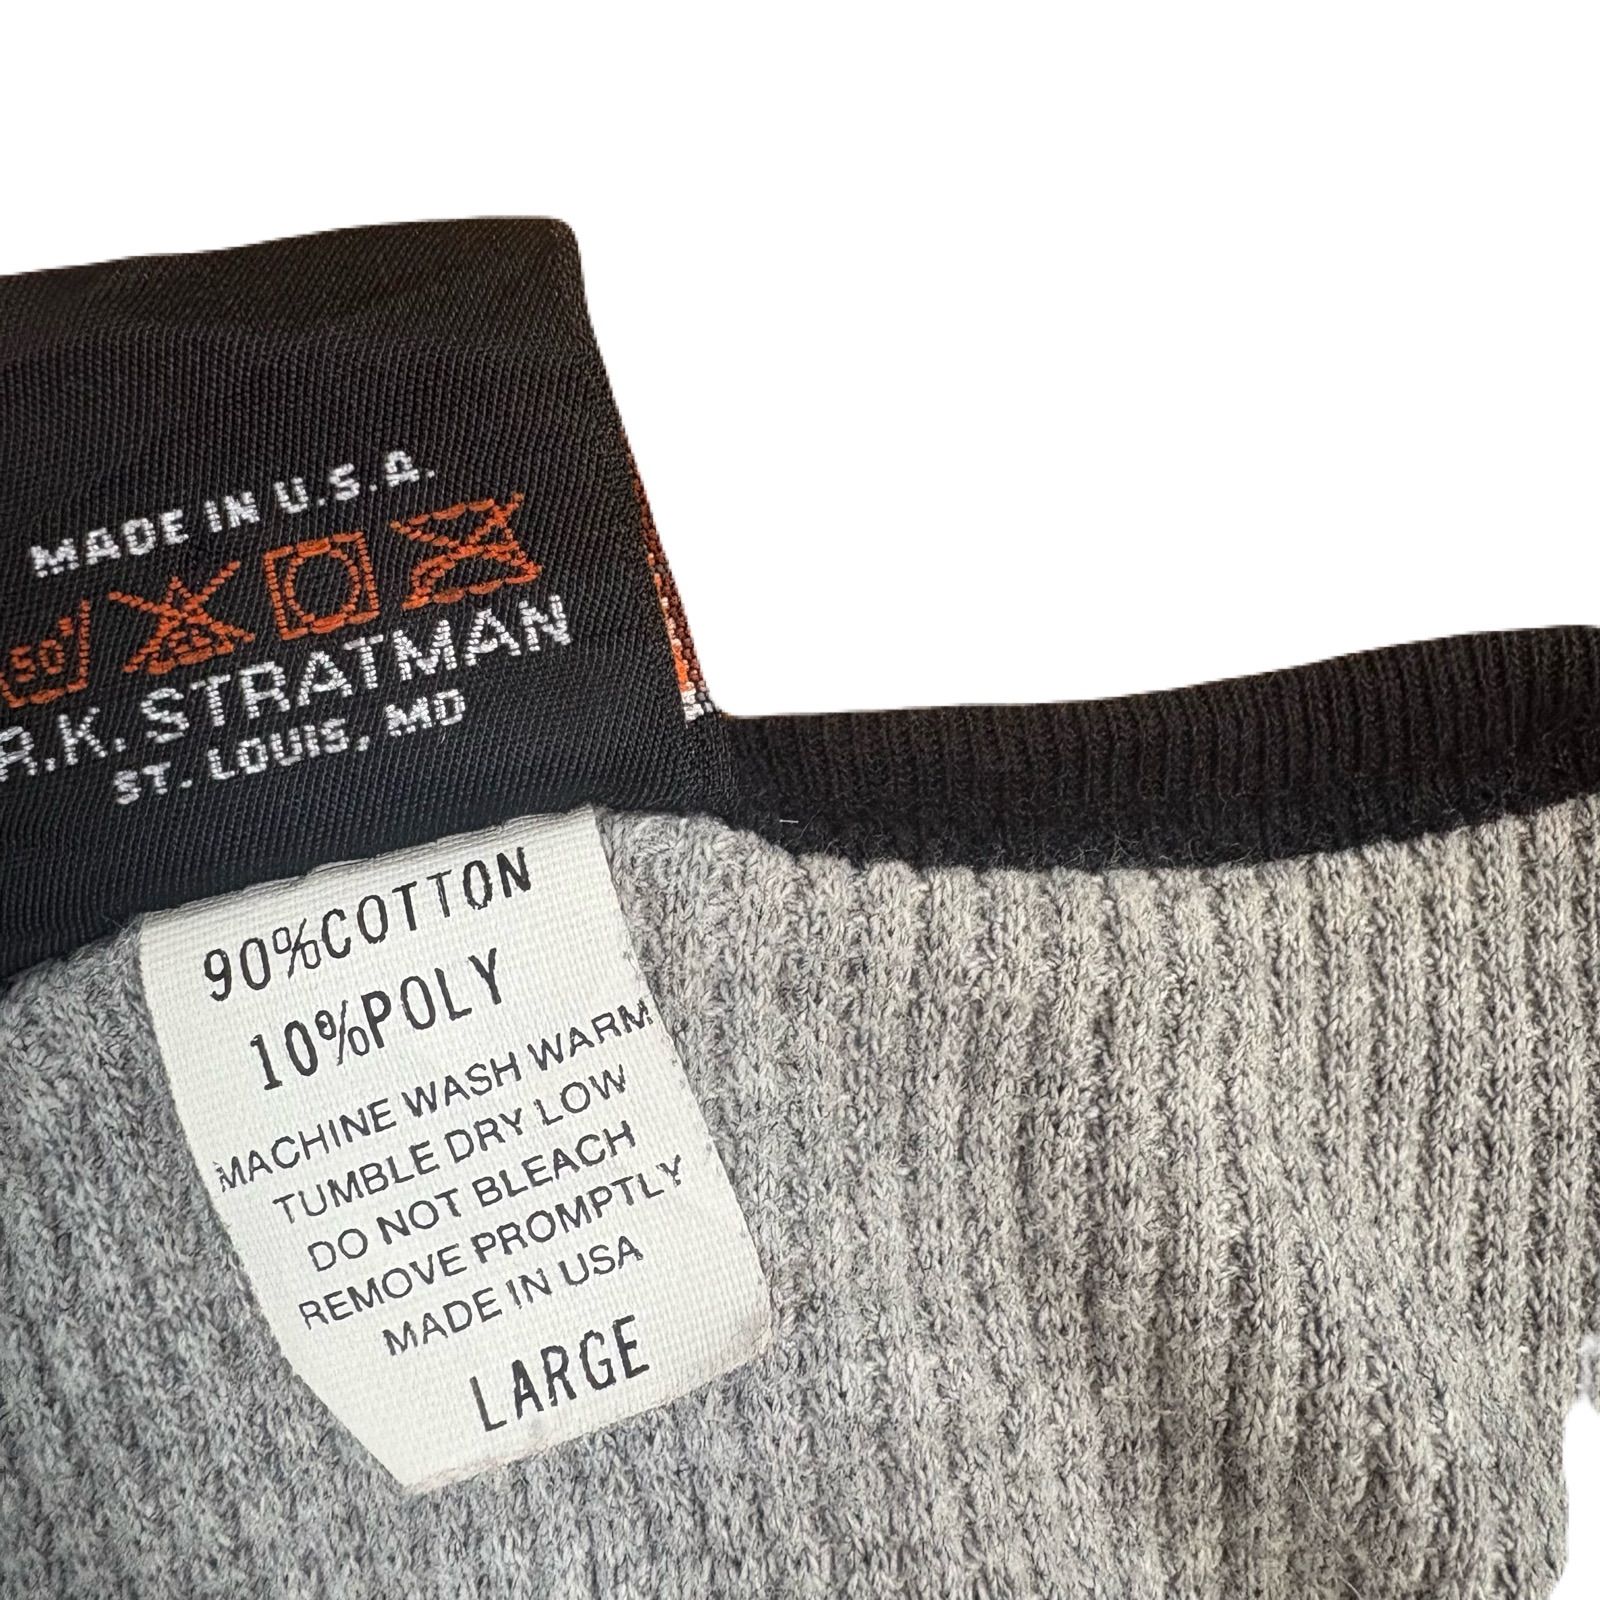 MADE IN U.S.A.
50°
R.K. STRATMAN
ST. LOUIS, MO
90%COTTON
10%POLY
MACHINE WASH WARM
TUMBLE DRY LOW
DO NOT BLEACH
REMOVE PROMPTLY
MADE IN USA
LARGE